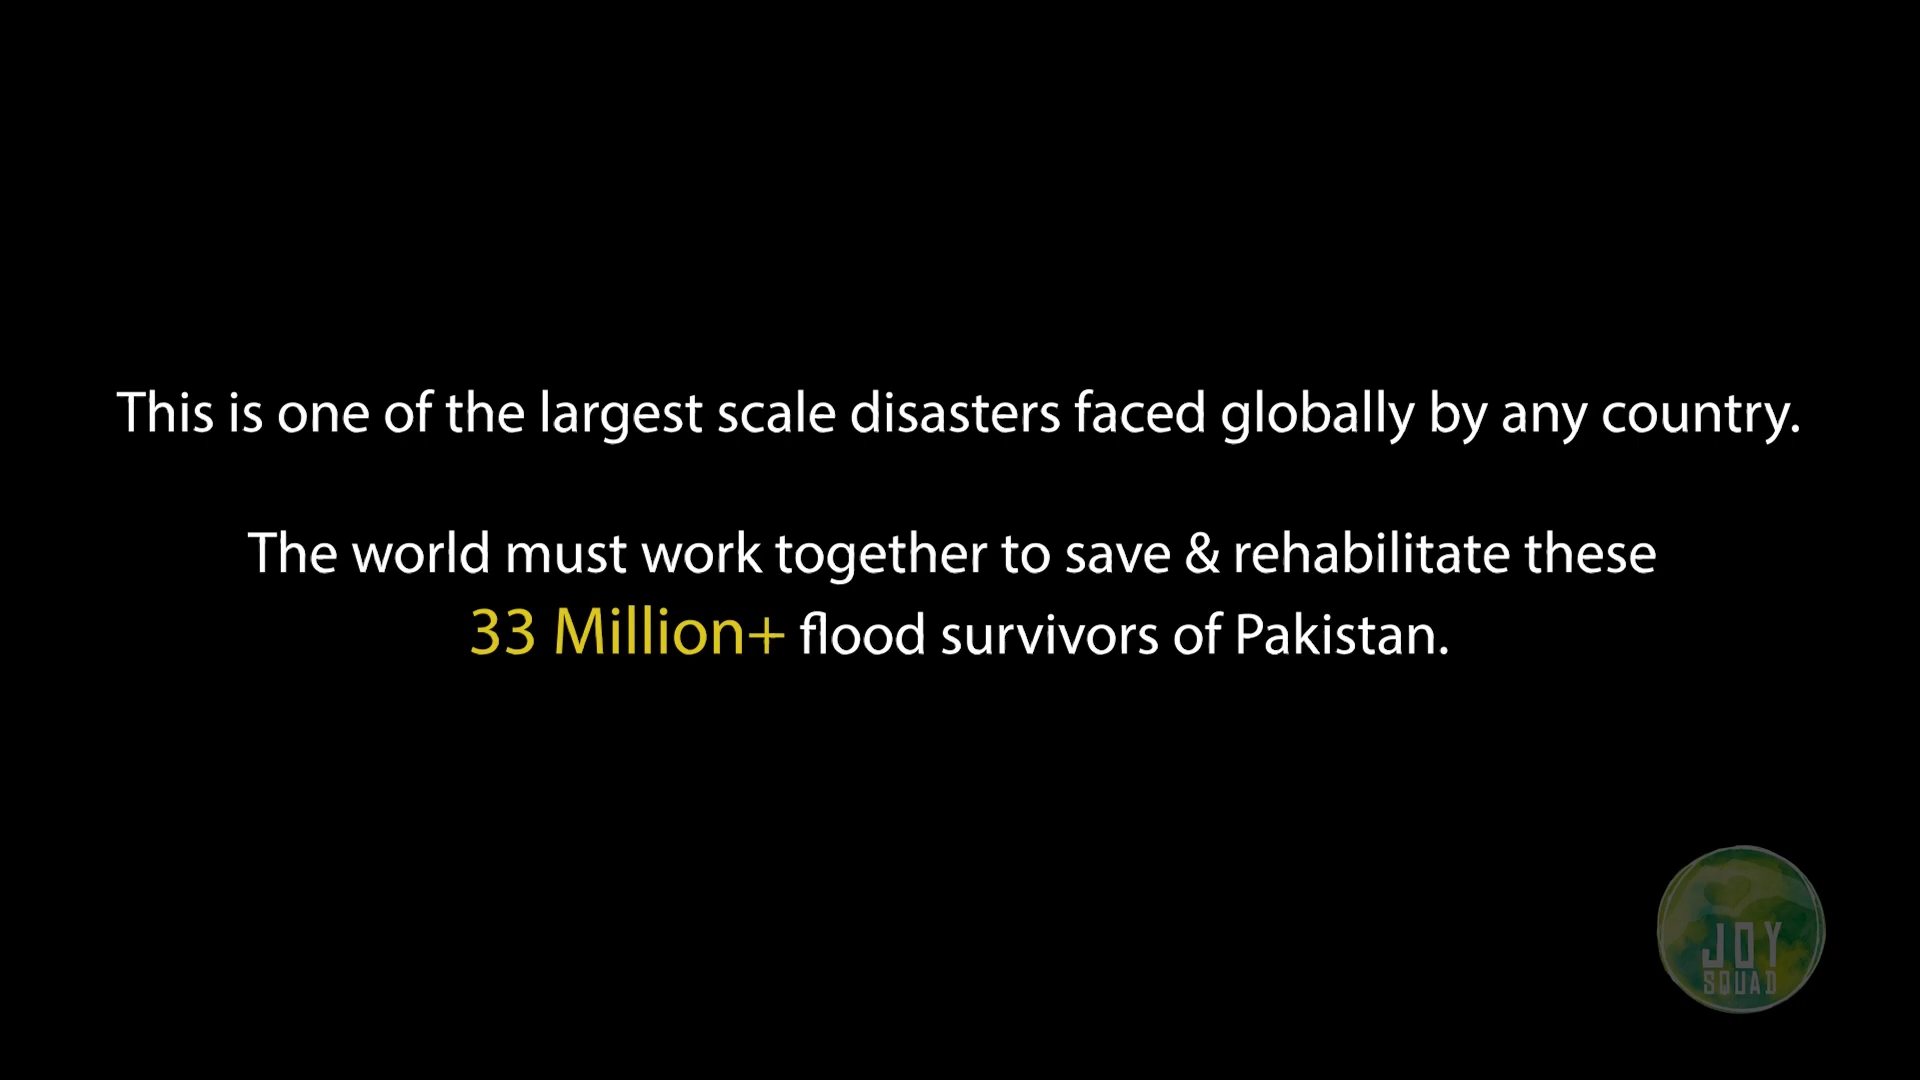 This is one of the largest scale disasters faced globally by any country.
The world must work together to save & rehabilitate these
33 Million+ flood survivors of Pakistan.
JOY
SQUAD